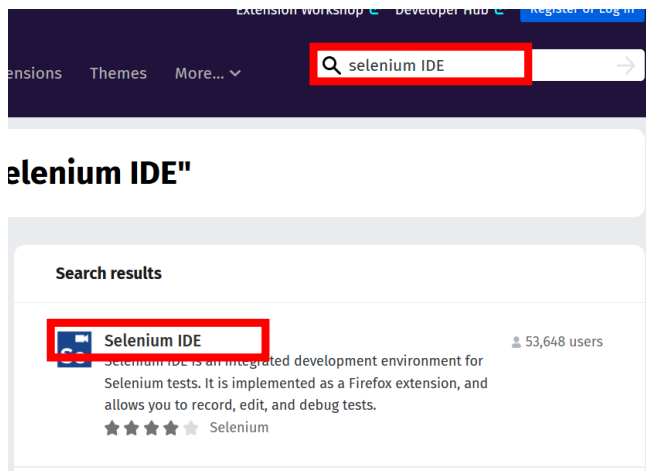 Extension Workshop Developer Hub Register or Log in
ensions Themes More...
selenium IDE
elenium IDE"
Search results
Selenium IDE
53,648 users
Selenium IDE is an integrated development environment for
Selenium tests. It is implemented as a Firefox extension, and
allows you to record, edit, and debug tests.
Selenium